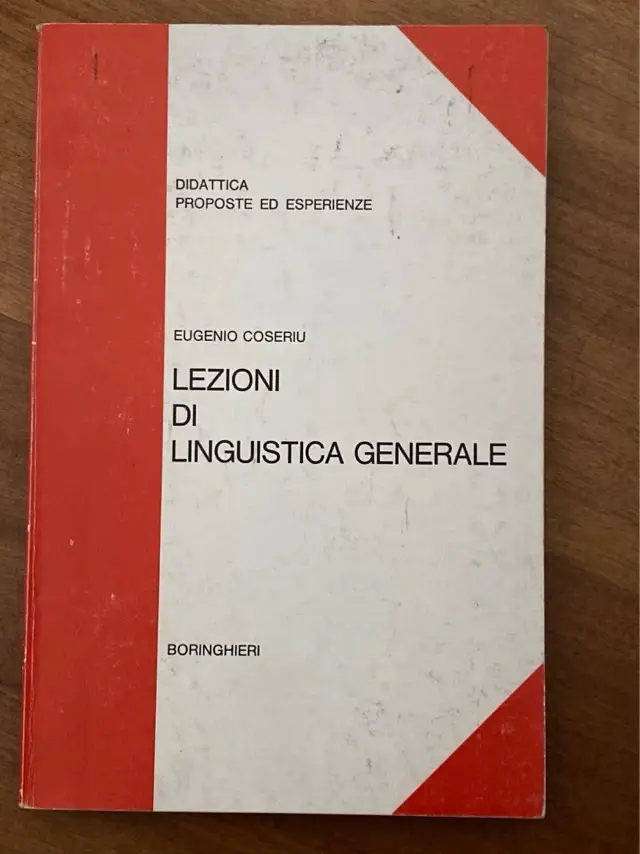 DIDATTICA
PROPOSTE ED ESPERIENZE
EUGENIO COSERIU
LEZIONI
DI
LINGUISTICA GENERALE
BORINGHIERI